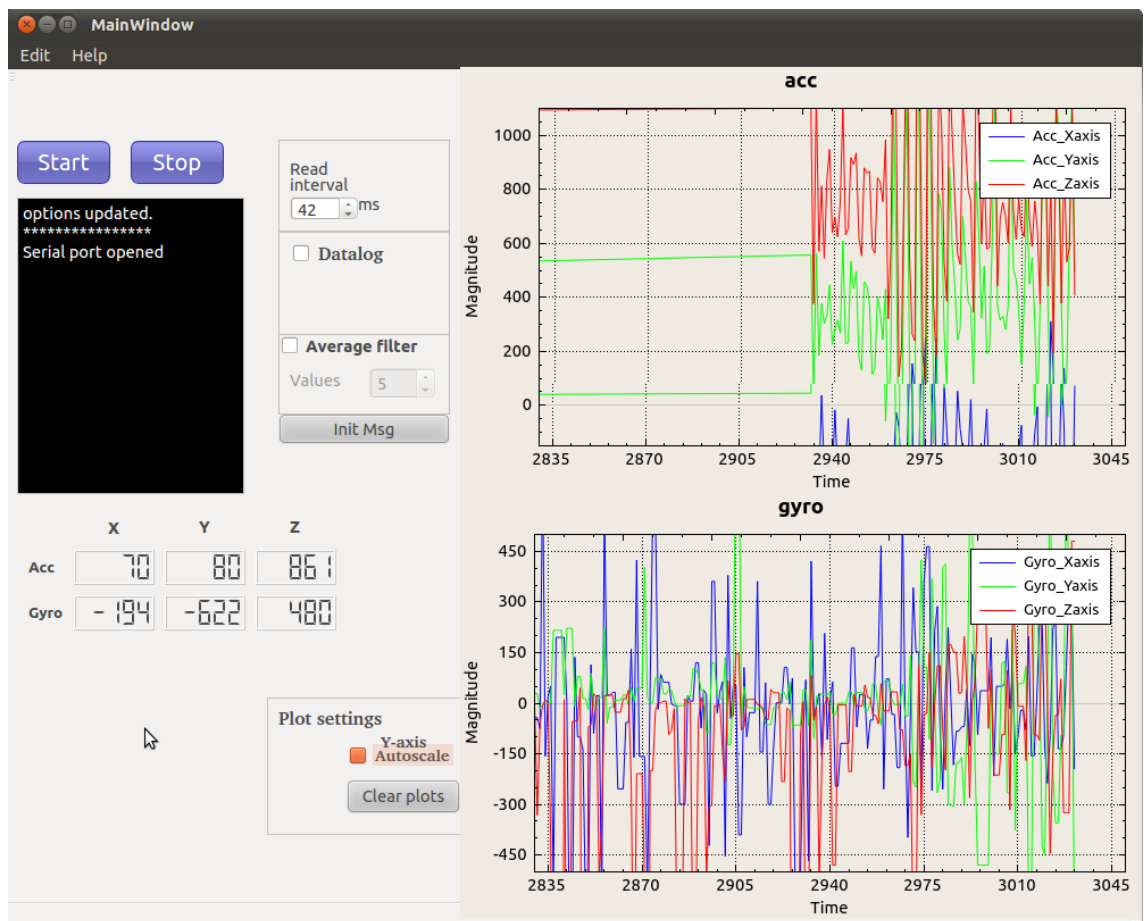 MainWindow
Edit Help
Start Stop
options updated.
****************
Serial port opened
Read
interval
42 ms
Datalog
Average filter
Values 5
Init Msg
X Y Z
Acc 70 80 861
Gyro -194 -622 480
Plot settings
Y-axis
Autoscale
Clear plots
acc
Magnitude
1000
800
600
400
200
0
Acc_Xaxis
Acc_Yaxis
Acc_Zaxis
2835 2870 2905 2940 2975 3010 3045
Time
gyro
Magnitude
450
300
150
0
-150
-300
-450
Gyro_Xaxis
Gyro_Yaxis
Gyro_Zaxis
2835 2870 2905 2940 2975 3010 3045
Time